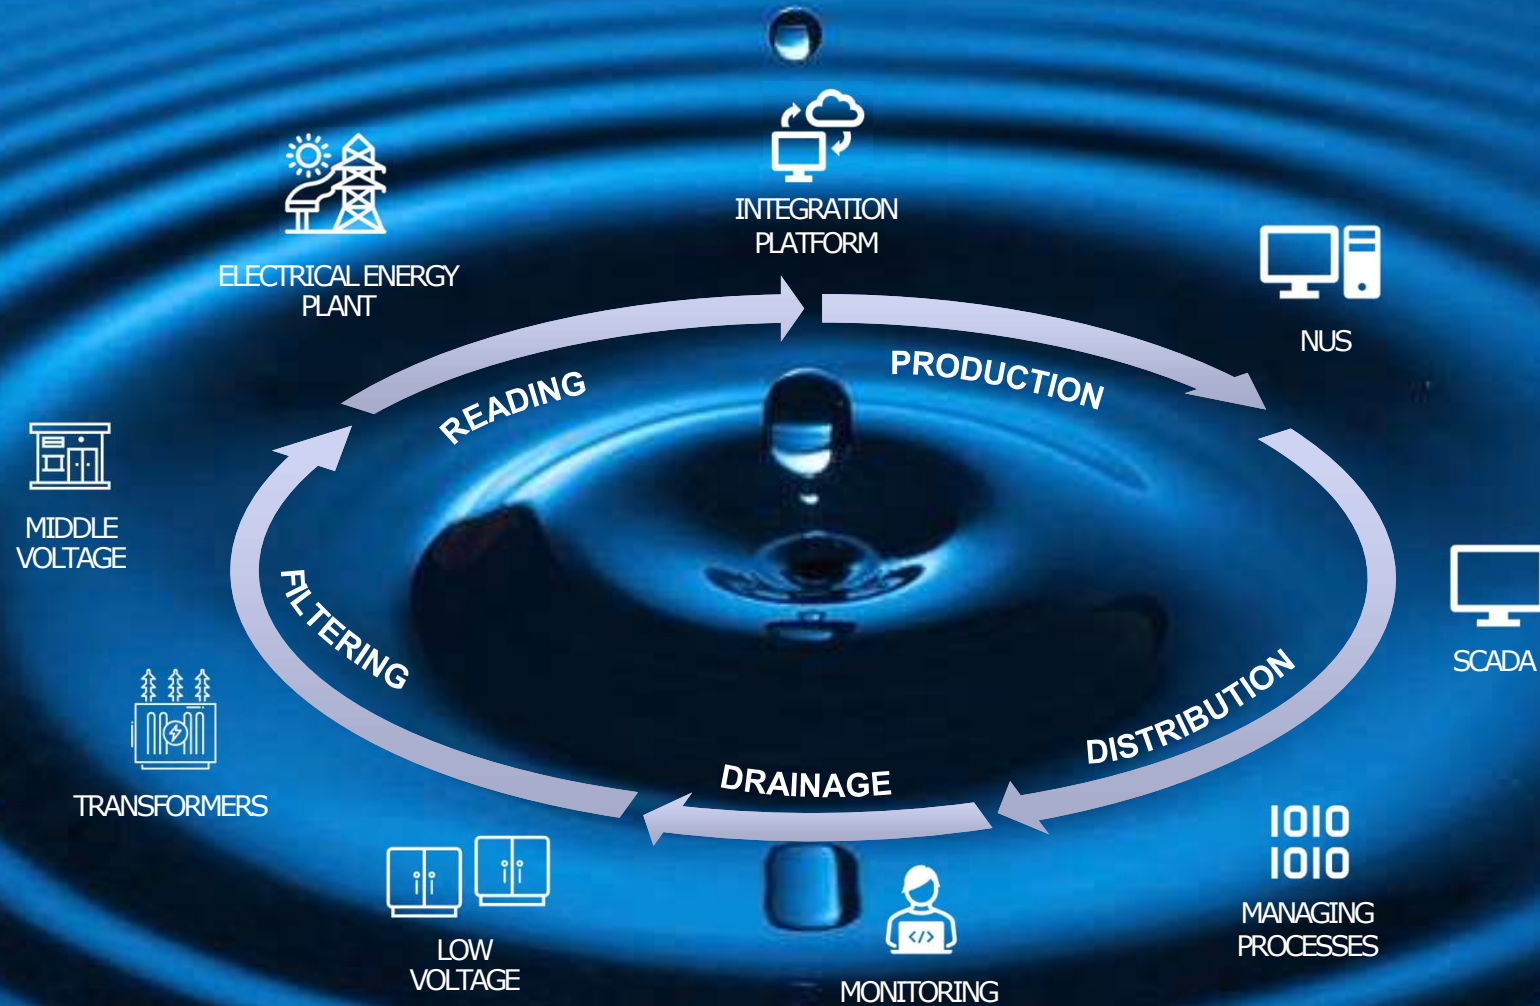 INTEGRATION
PLATFORM
ELECTRICAL ENERGY
PLANT
NUS
READING
PRODUCTION
MIDDLE
VOLTAGE
FILTERING
SCADA
DISTRIBUTION
DRAINAGE
TRANSFORMERS
1010
1010
MANAGING
PROCESSES
LOW
VOLTAGE
</>
MONITORING